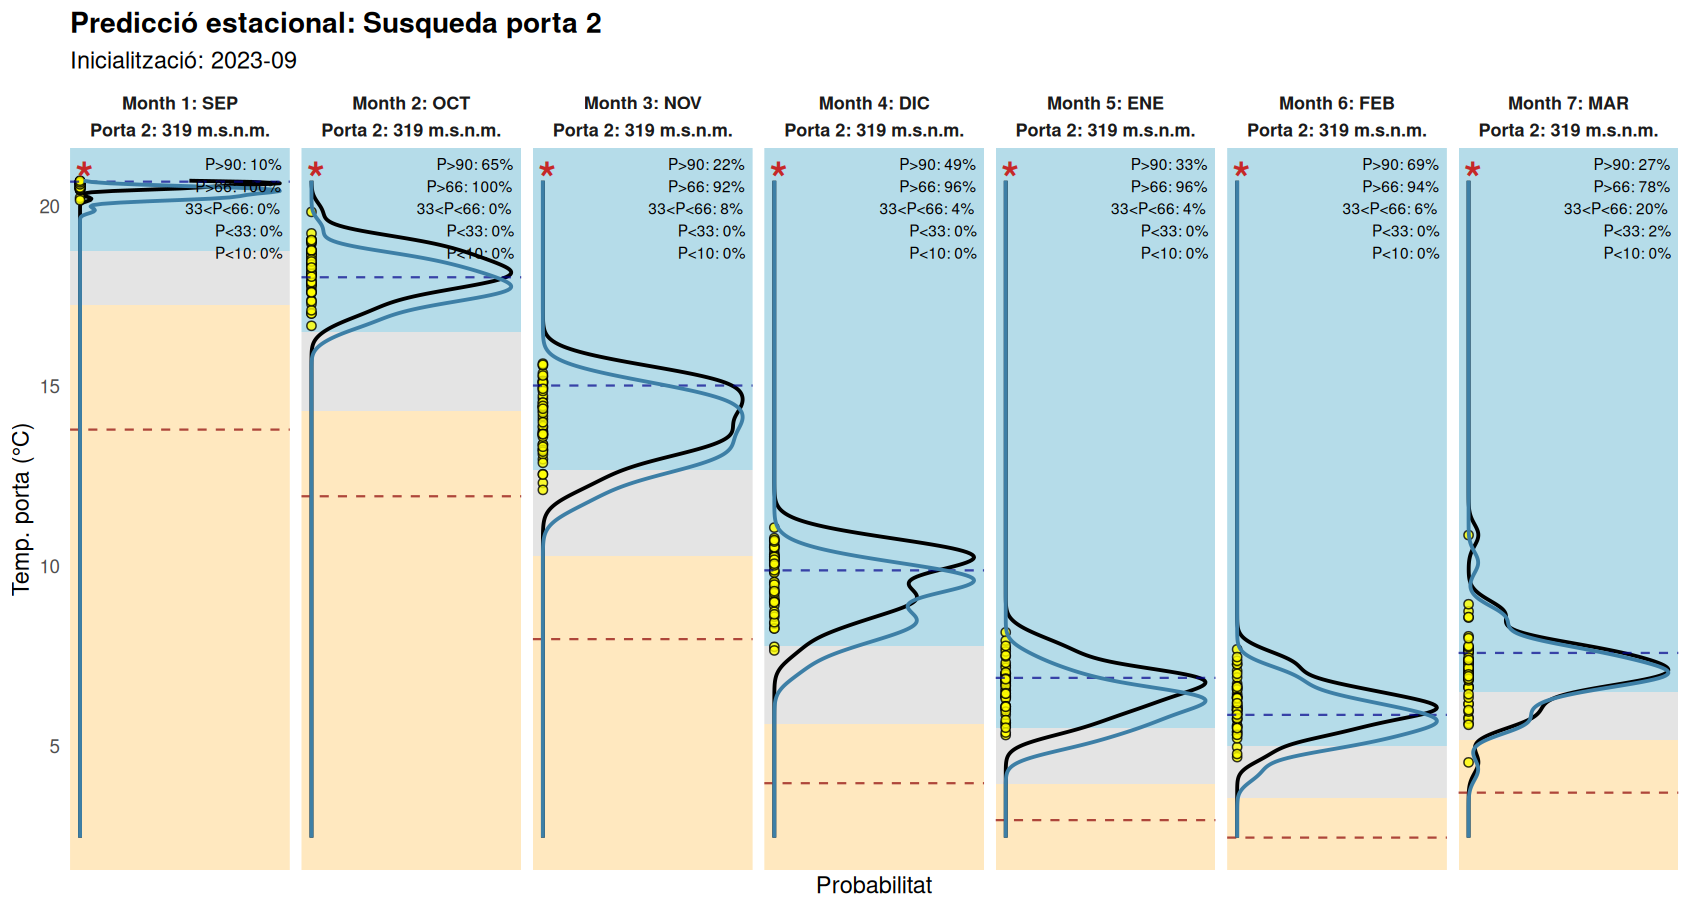 Predicció estacional: Susqueda porta 2
Inicialització: 2023-09
Month 1: SEP
Porta 2: 319 m.s.n.m.
Month 2: OCT
Porta 2: 319 m.s.n.m.
Month 3: NOV
Porta 2: 319 m.s.n.m.
Month 4: DIC
Porta 2: 319 m.s.n.m.
Month 5: ENE
Porta 2: 319 m.s.n.m.
Month 6: FEB
Porta 2: 319 m.s.n.m.
Month 7: MAR
Porta 2: 319 m.s.n.m.
*
P>90: 10%
P>66: 100%
33<P<66: 0%
P<33: 0%
P<10: 0%
*
P>90: 65%
P>66: 100%
33<P<66: 0%
P<33: 0%
P<10: 0%
*
P>90: 22%
P>66: 92%
33<P<66: 8%
P<33: 0%
P<10: 0%
*
P>90: 49%
P>66: 96%
33<P<66: 4%
P<33: 0%
P<10: 0%
*
P>90: 33%
P>66: 96%
33<P<66: 4%
P<33: 0%
P<10: 0%
*
P>90: 69%
P>66: 94%
33<P<66: 6%
P<33: 0%
P<10: 0%
*
P>90: 27%
P>66: 78%
33<P<66: 20%
P<33: 2%
P<10: 0%
20
15
10
5
Temp. porta (°C)
Probabilitat